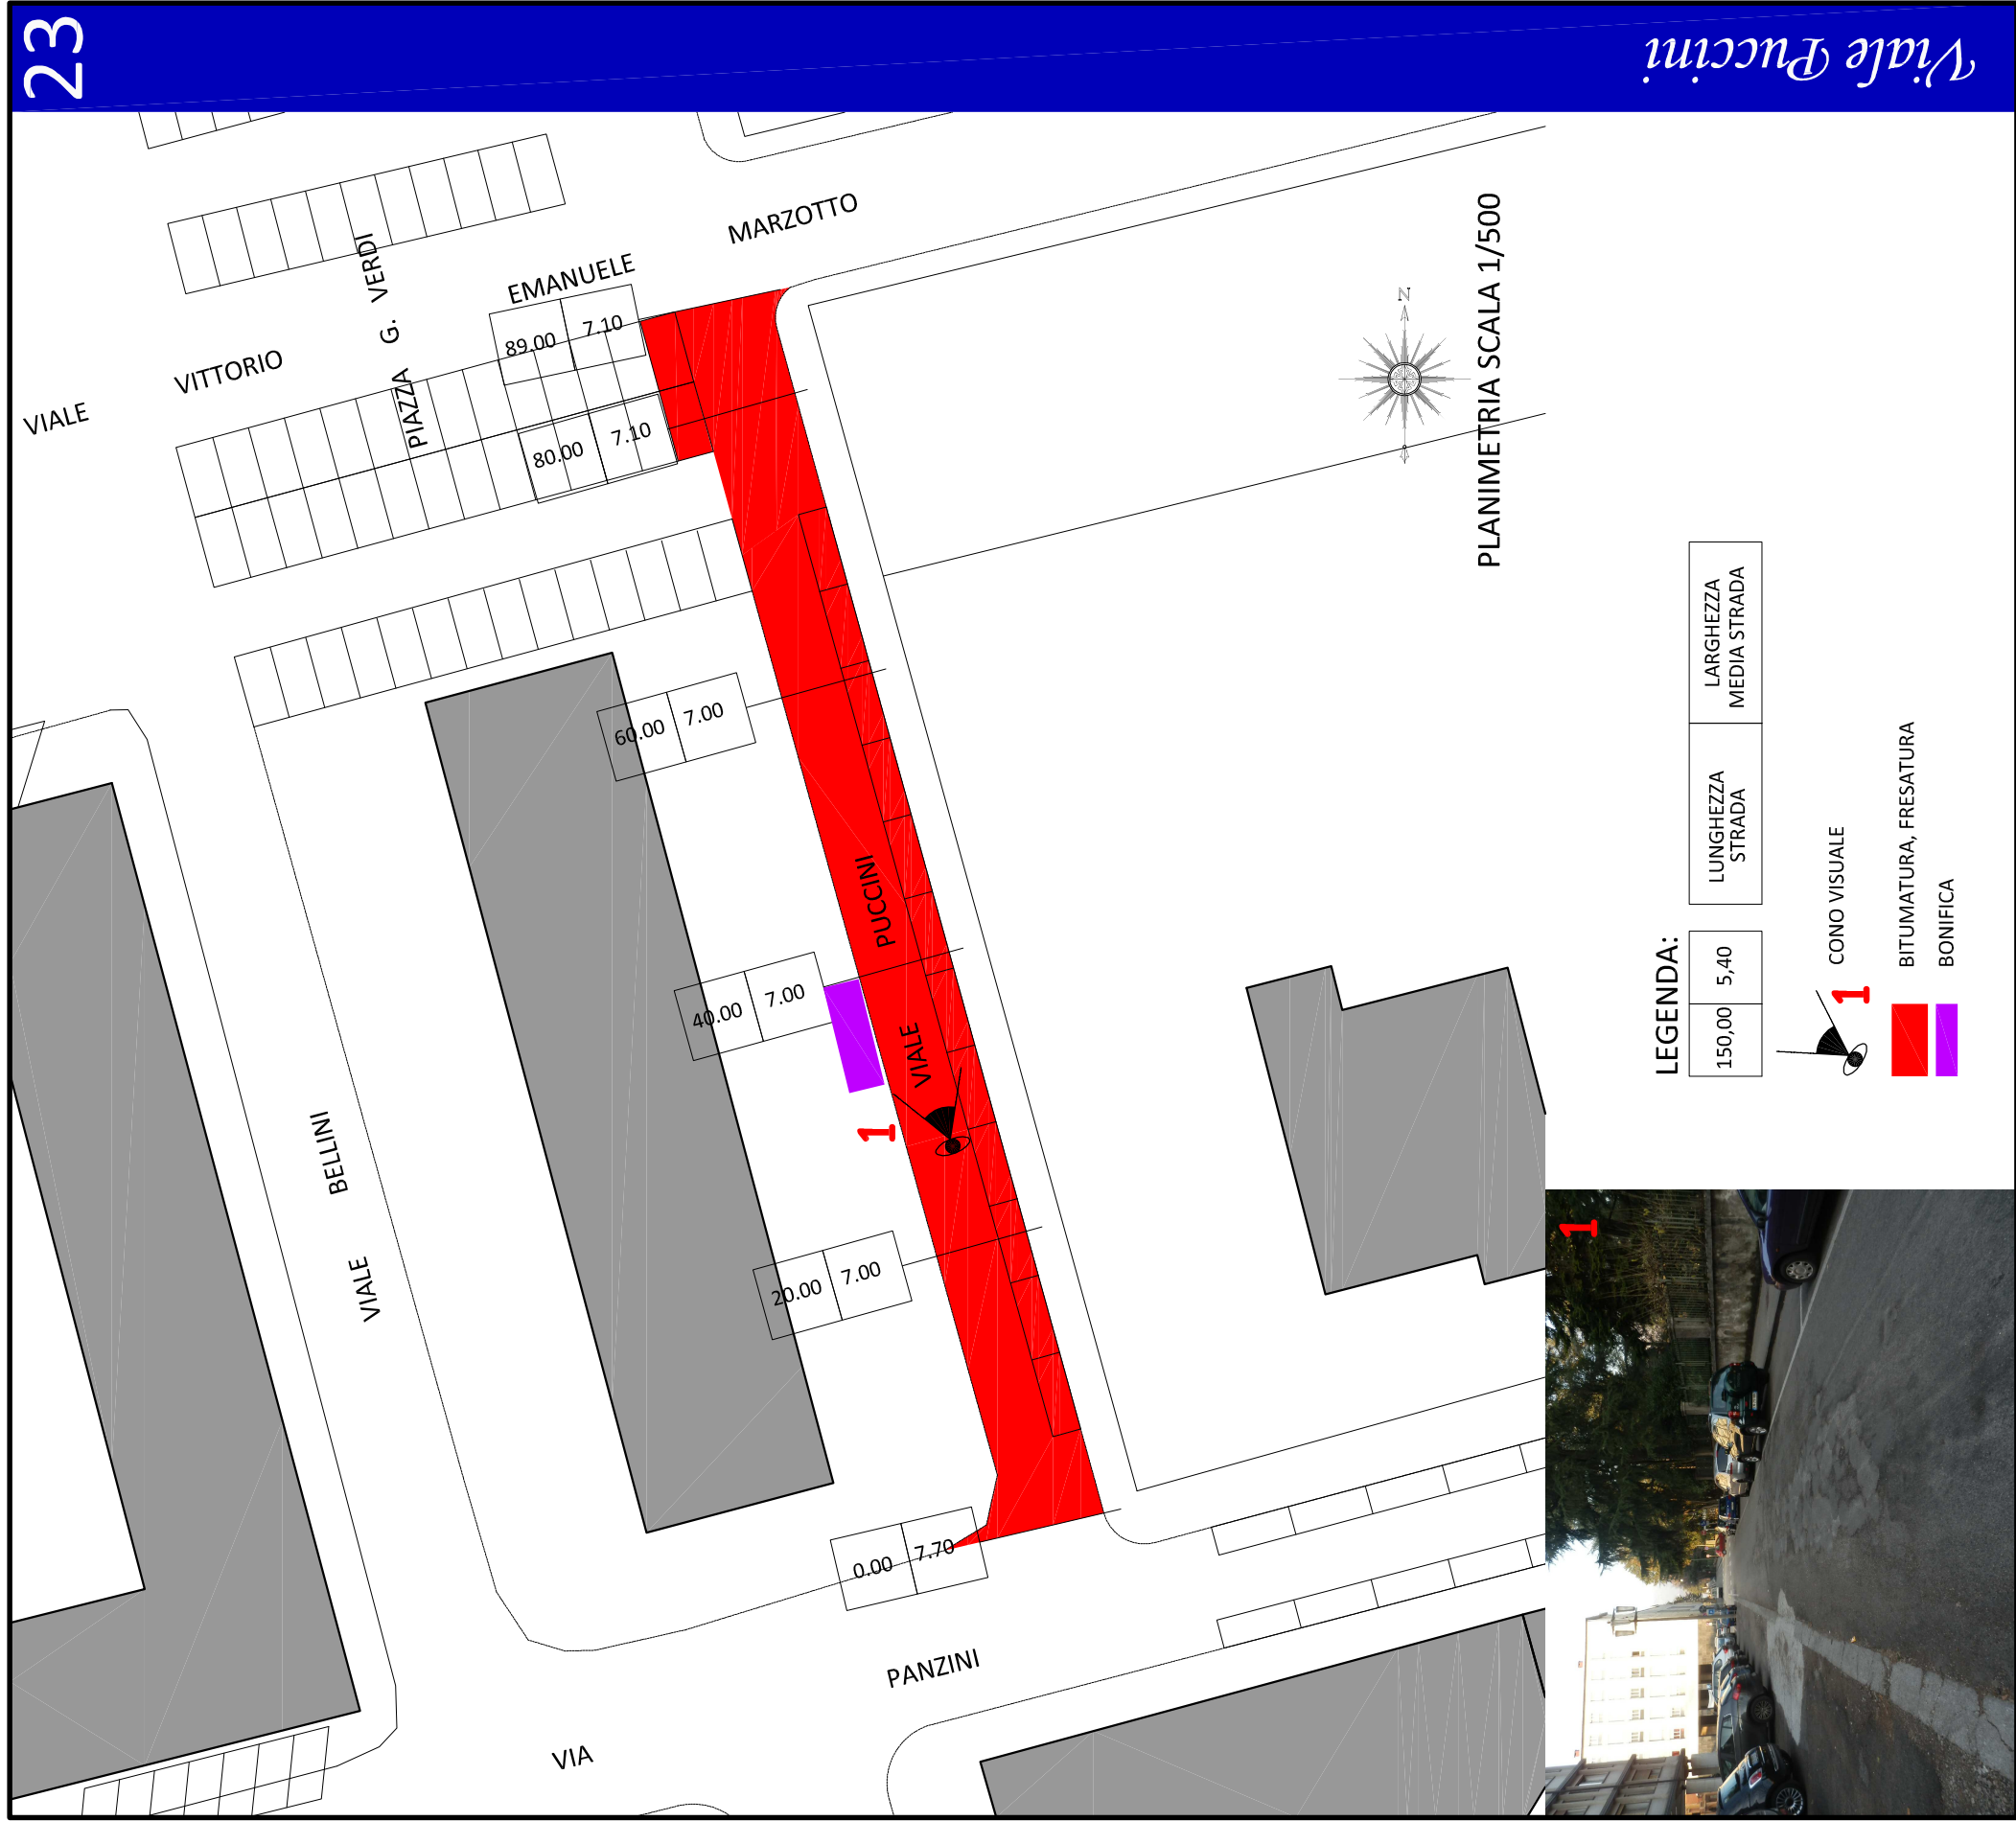 23
Viale Puccini
VIALE
VITTORIO
EMANUELE
MARZOTTO
PIAZZA G. VERDI
89.00 7.10
80.00 7.10
60.00 7.00
40.00 7.00
20.00 7.00
0.00 7.70
VIALE PUCCINI
1
VIALE BELLINI
VIA PANZINI
N
PLANIMETRIA SCALA 1/500
LEGENDA:
150,00 5,40
LUNGHEZZA
STRADA
LARGHEZZA
MEDIA STRADA
1
CONO VISUALE
BITUMATURA, FRESATURA
BONIFICA
1